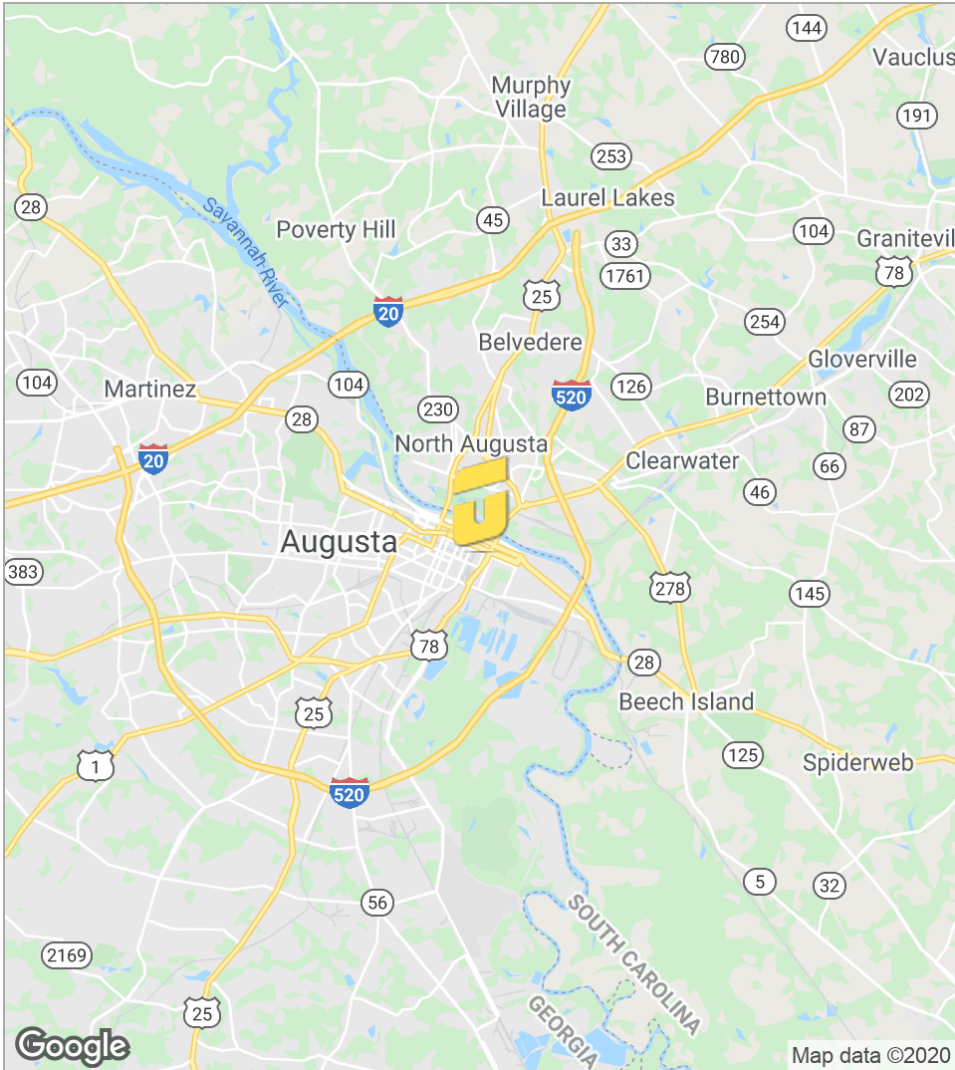 144
780
Vauclus
Murphy
Village
191
253
28
Laurel Lakes
Savannah River
45
Poverty Hill
33
104
Graniteville
1761
78
25
20
254
Belvedere
Gloverville
104
Martinez
104
126
520
Burnettown
202
230
28
87
North Augusta
20
Clearwater
66
46
Augusta
383
278
145
78
28
25
Beech Island
125
1
Spiderweb
520
5
32
56
SOUTH CAROLINA
2169
25
GEORGIA
Google
Map data ©2020